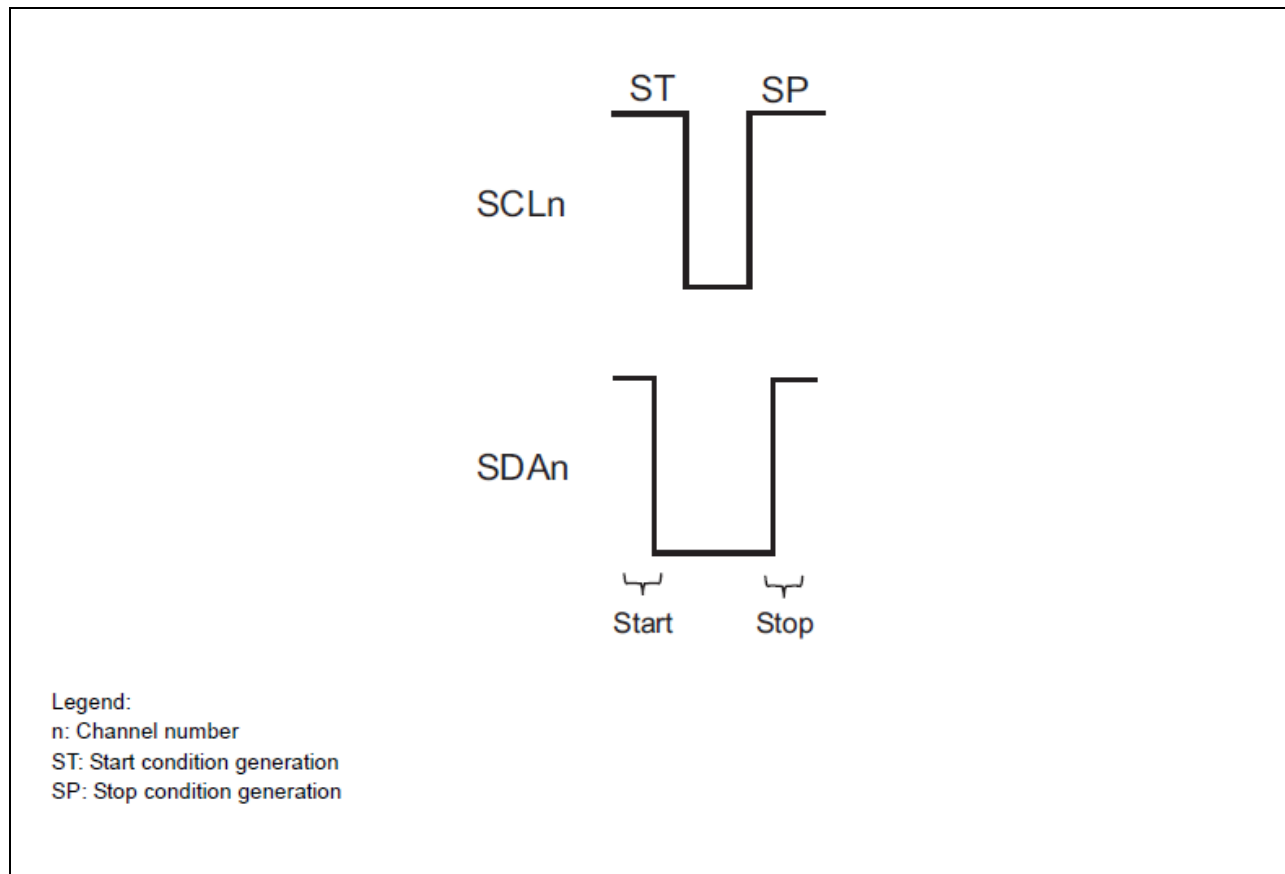 ST SP
SCLn
SDAn
Start Stop
Legend:
n: Channel number
ST: Start condition generation
SP: Stop condition generation